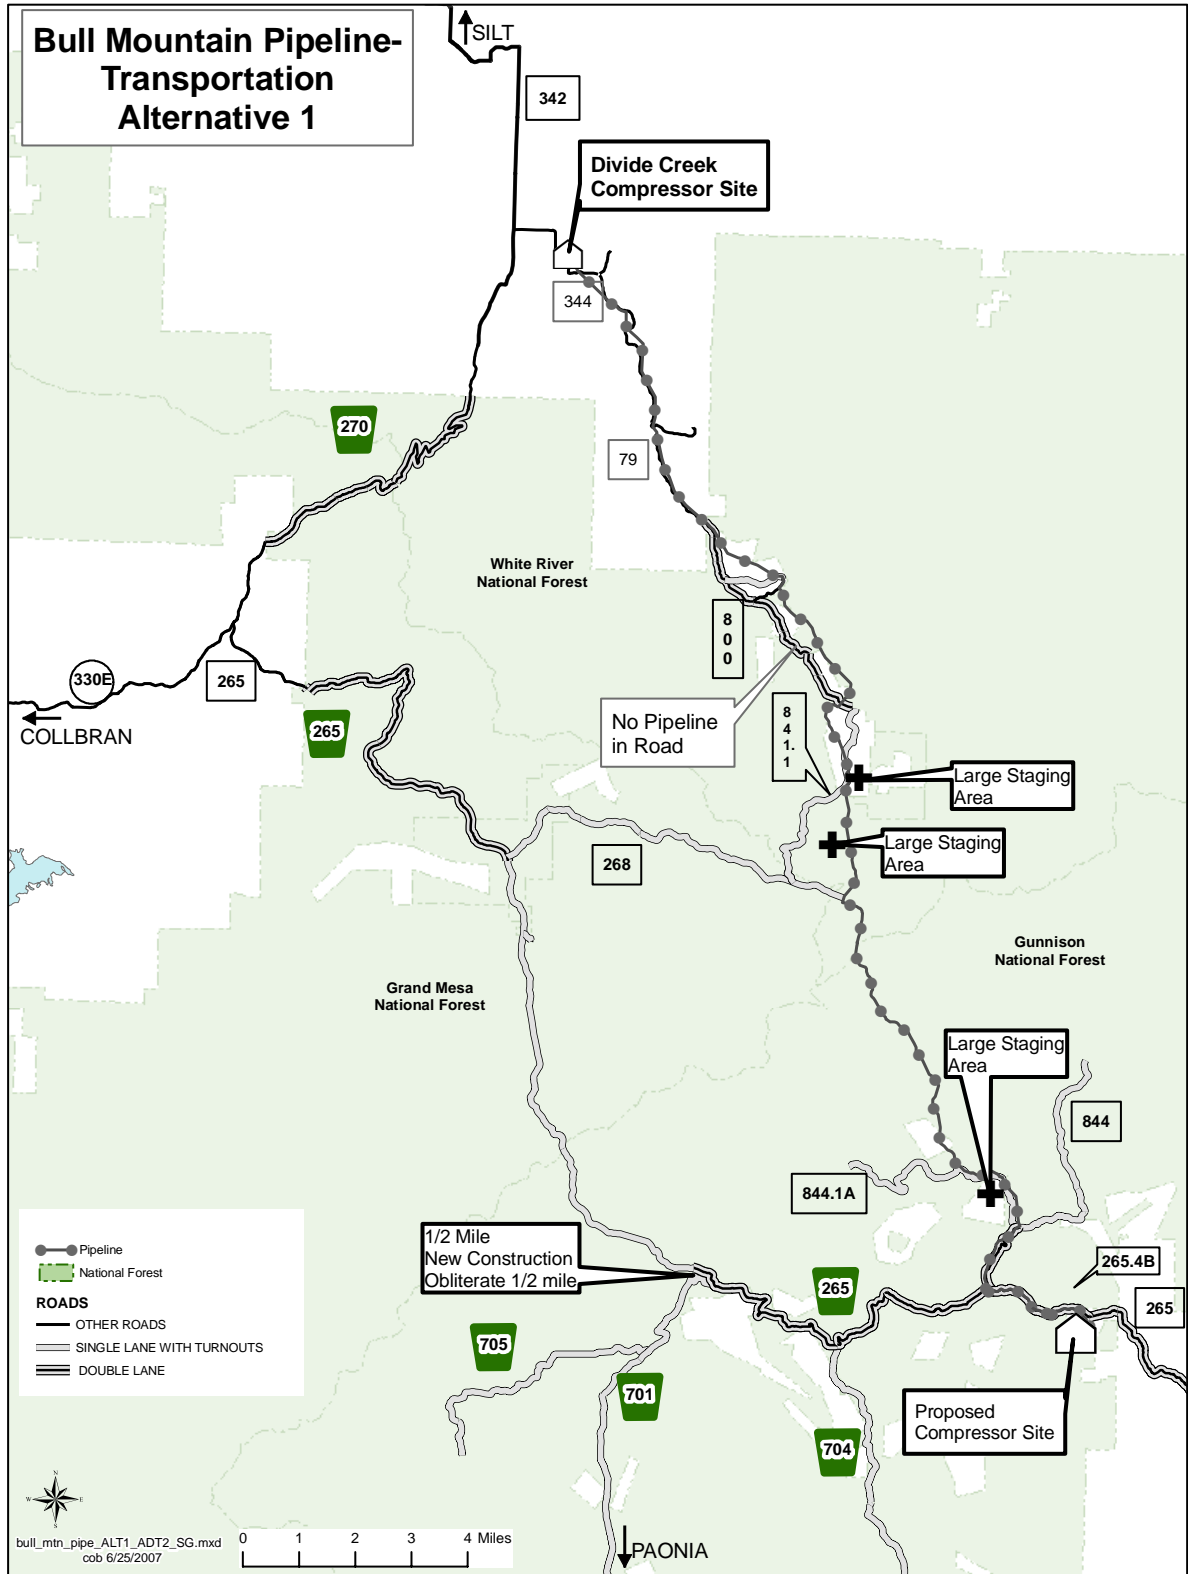 Bull Mountain Pipeline-
Transportation
Alternative 1
SILT
342
Divide Creek
Compressor Site
344
270
79
White River
National Forest
8
0
0
330E
265
COLLBRAN
265
No Pipeline
in Road
8
4
1.
1
Large Staging
Area
Large Staging
Area
268
Gunnison
National Forest
Grand Mesa
National Forest
Large Staging
Area
844
844.1A
1/2 Mile
New Construction
Obliterate 1/2 mile
265
265.4B
265
Pipeline
National Forest
ROADS
OTHER ROADS
SINGLE LANE WITH TURNOUTS
DOUBLE LANE
705
701
704
Proposed
Compressor Site
N
W
E
S
bull_mtn_pipe_ALT1_ADT2_SG.mxd
cob 6/25/2007
0 1 2 3 4 Miles
PAONIA